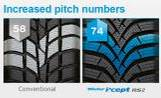 Increased pitch numbers
58
74
Conventional
Winter i*cept RS2